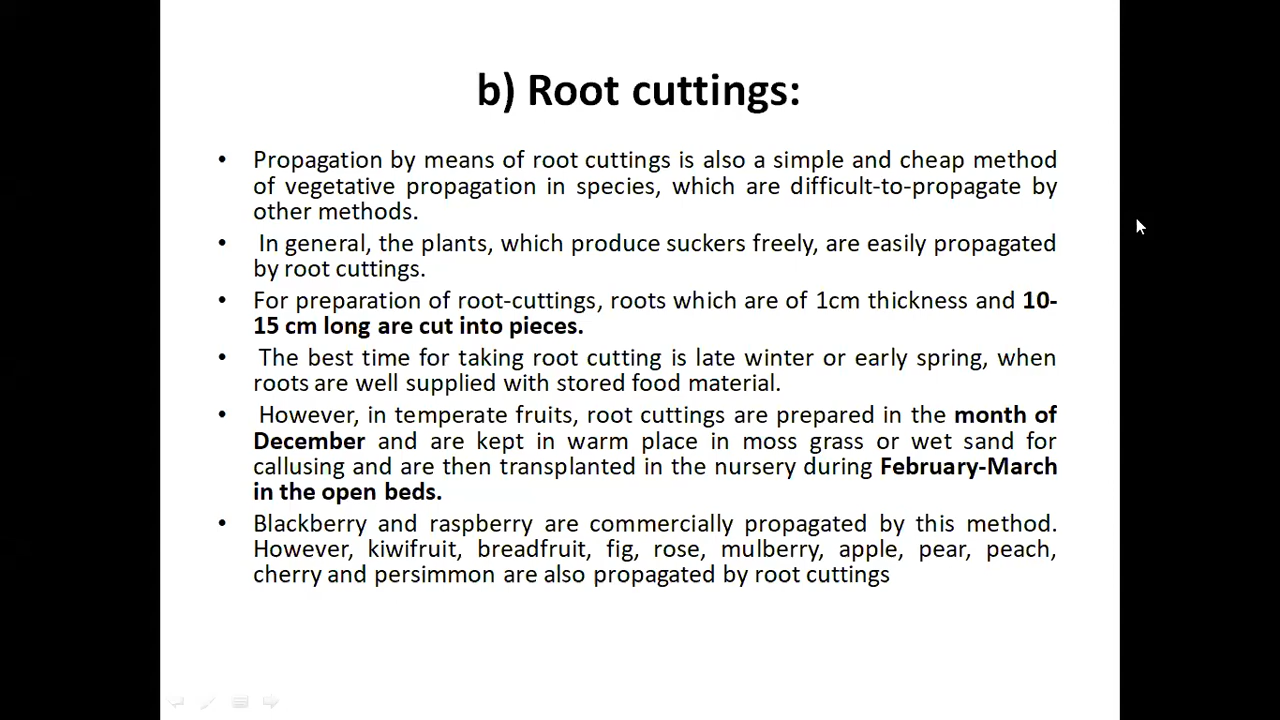 b) Root cuttings:
• Propagation by means of root cuttings is also a simple and cheap method
of vegetative propagation in species, which are difficult-to-propagate by
other methods.
• In general, the plants, which produce suckers freely, are easily propagated
by root cuttings.
• For preparation of root-cuttings, roots which are of 1cm thickness and 10-
15 cm long are cut into pieces.
• The best time for taking root cutting is late winter or early spring, when
roots are well supplied with stored food material.
• However, in temperate fruits, root cuttings are prepared in the month of
December and are kept in warm place in moss grass or wet sand for
callusing and are then transplanted in the nursery during February-March
in the open beds.
• Blackberry and raspberry are commercially propagated by this method.
However, kiwifruit, breadfruit, fig, rose, mulberry, apple, pear, peach,
cherry and persimmon are also propagated by root cuttings